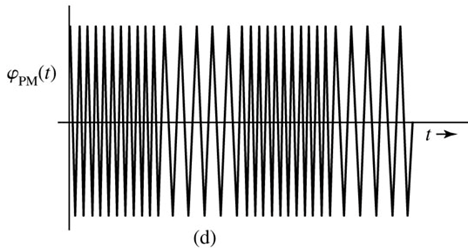 φPM(t)
t →
(d)